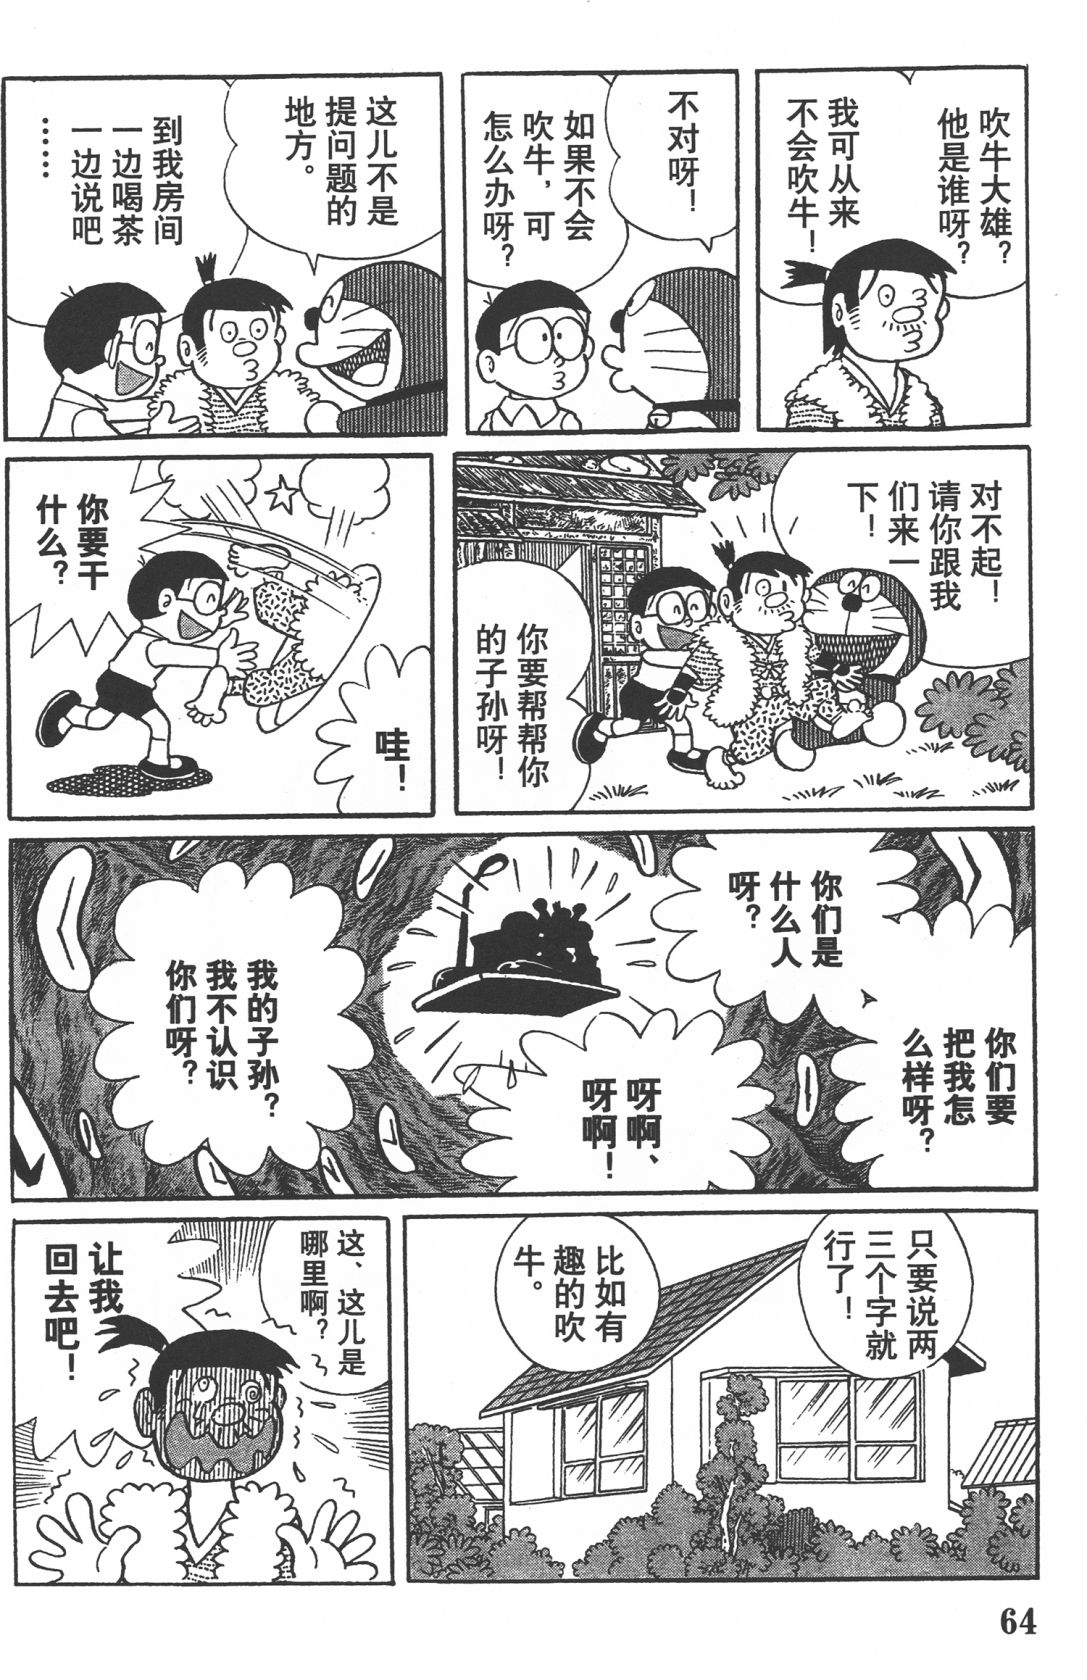 吹牛大雄？
他是谁呀？
我可从来
不会吹牛！
不对呀！
如果不会
吹牛，可
怎么办呀？
这儿不是
提问题的
地方。
到我房间
一边喝茶
一边说吧
……
对不起！
请你跟我
们来一
下！
你要帮帮你
的子孙呀！
哇！
你要干
什么？
你们是
什么人
呀？
你们要
把我怎
么样呀？
呀啊、
呀啊！
我的子孙？
我不认识
你们呀？
只要说两
三个字就
行了！
比如有
趣的吹
牛。
这、这儿是
哪里啊？
让我
回去吧！
64